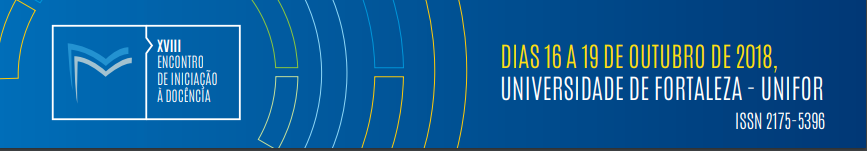 XVIII
ENCONTRO
DE INICIAÇÃO
À DOCÊNCIA
DIAS 16 A 19 DE OUTUBRO DE 2018,
UNIVERSIDADE DE FORTALEZA - UNIFOR
ISSN 2175-5396